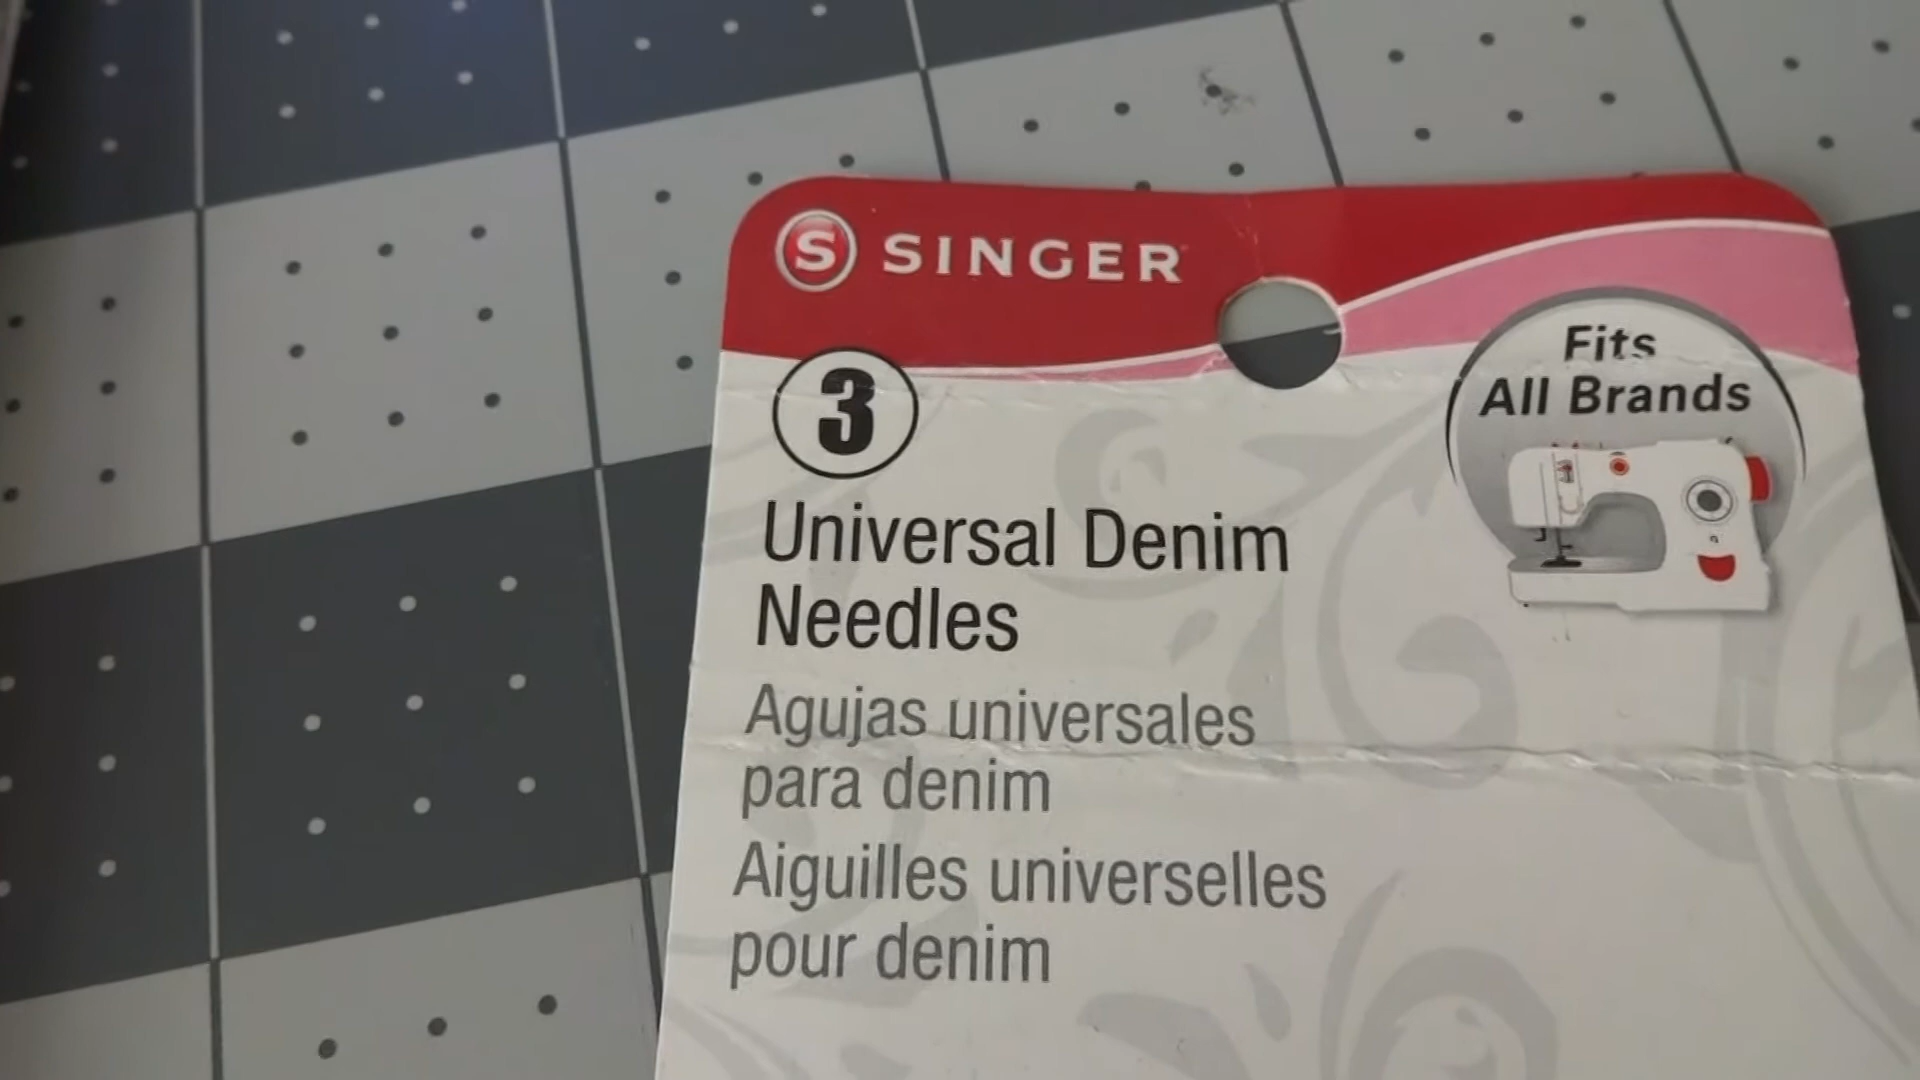 S SINGER
Fits
All Brands
3
Universal Denim
Needles
Agujas universales
para denim
Aiguilles universelles
pour denim